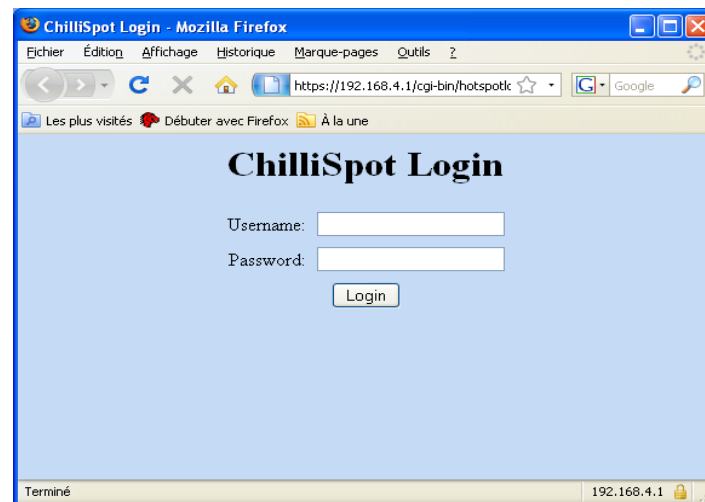 ChilliSpot Login - Mozilla Firefox
Fichier Édition Affichage Historique Marque-pages Outils ?
https://192.168.4.1/cgi-bin/hotspotlc
G Google
Les plus visités Débuter avec Firefox À la une
ChilliSpot Login
Username:
Password:
Login
Terminé 192.168.4.1